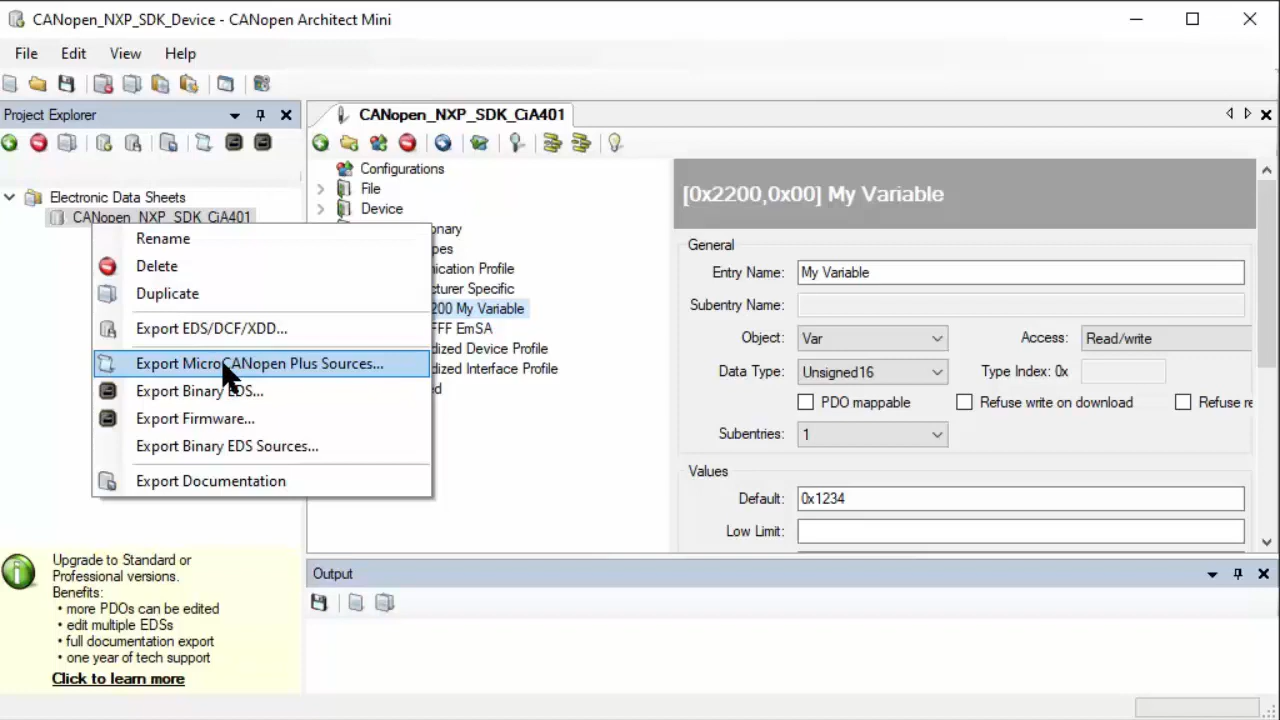 CANopen_NXP_SDK_Device - CANopen Architect Mini
File Edit View Help
Project Explorer
CANopen_NXP_SDK_CiA401
Electronic Data Sheets
CANopen_NXP_SDK_CiA401
Rename
Delete
Duplicate
Export EDS/DCF/XDD...
Export MicroCANopen Plus Sources...
Export Binary EDS...
Export Firmware...
Export Binary EDS Sources...
Export Documentation
Configurations
File
Device
onary
pes
ication Profile
turer Specific
200 My Variable
FFF EmSA
dized Device Profile
dized Interface Profile
d
[0x2200,0x00] My Variable
General
Entry Name: My Variable
Subentry Name:
Object: Var Access: Read/write
Data Type: Unsigned16 Type Index: 0x
PDO mappable Refuse write on download Refuse re
Subentries: 1
Values
Default: 0x1234
Low Limit:
Upgrade to Standard or
Professional versions.
Benefits:
• more PDOs can be edited
• edit multiple EDSs
• full documentation export
• one year of tech support
Click to learn more
Output